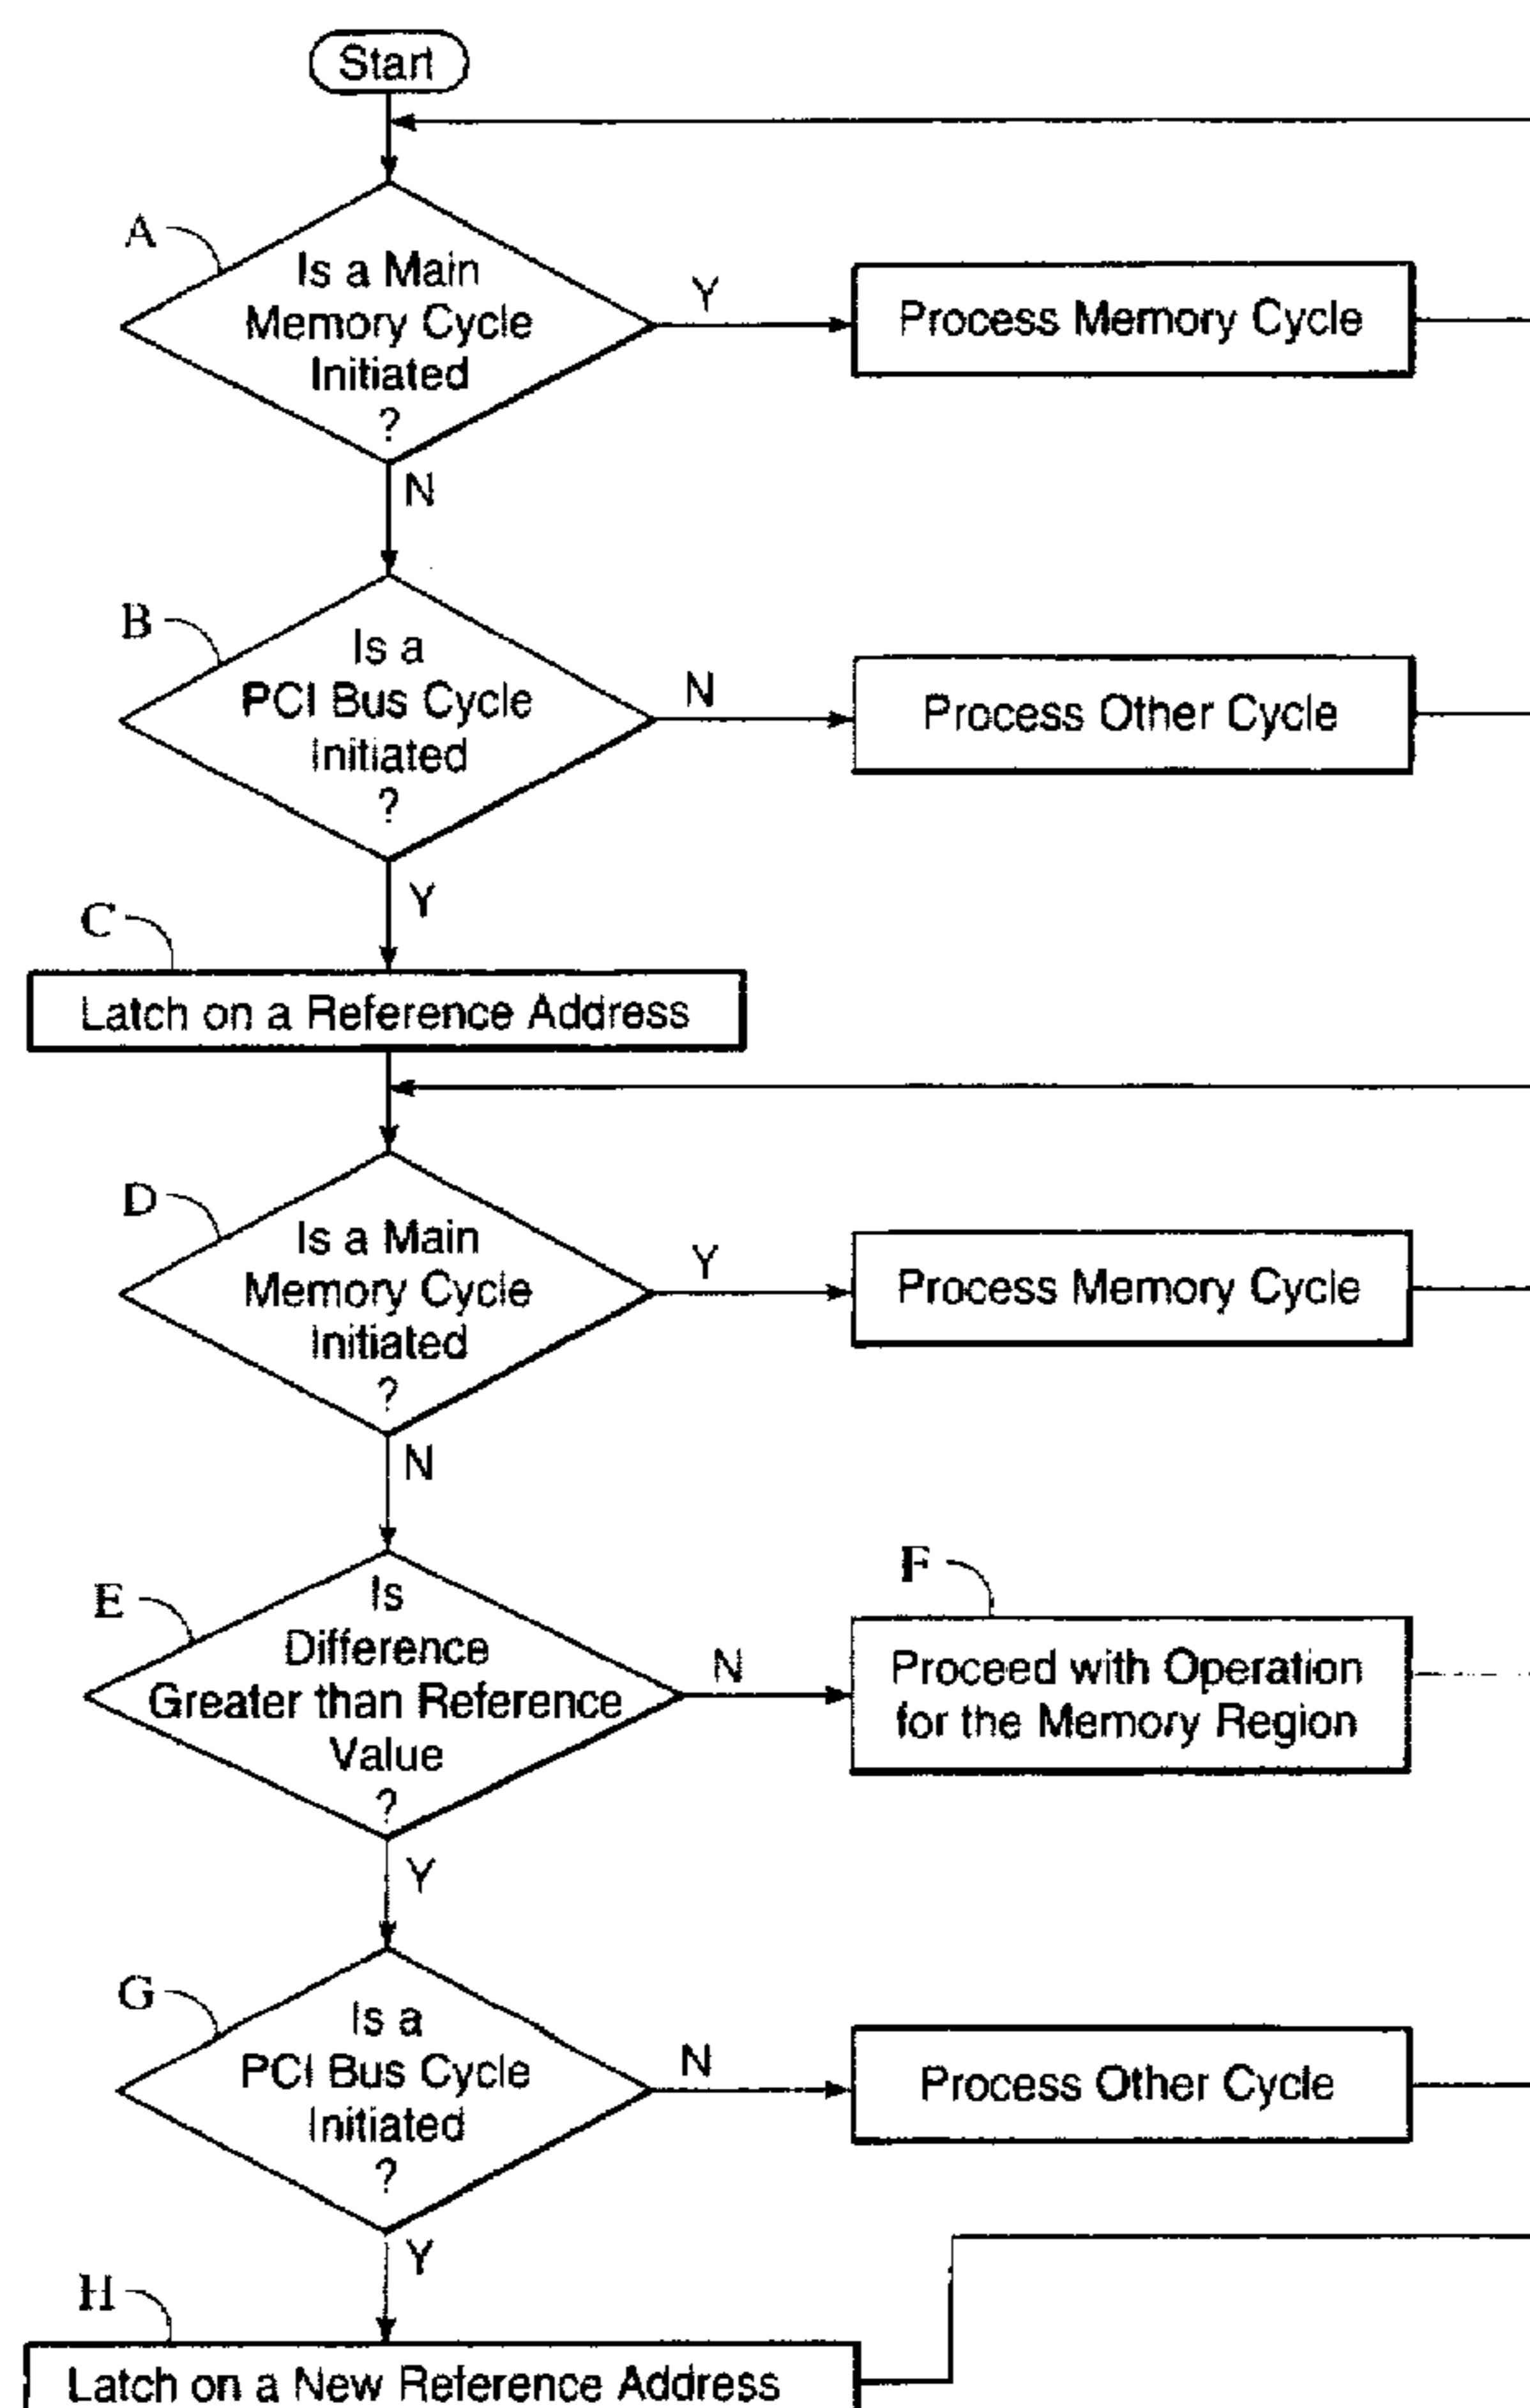 Start
A
Is a Main
Memory Cycle
Initiated
?
Y
Process Memory Cycle
N
B
Is a
PCI Bus Cycle
Initiated
?
N
Process Other Cycle
Y
C
Latch on a Reference Address
D
Is a Main
Memory Cycle
Initiated
?
Y
Process Memory Cycle
N
E
Is
Difference
Greater than Reference
Value
?
N
F
Proceed with Operation
for the Memory Region
Y
G
Is a
PCI Bus Cycle
Initiated
?
N
Process Other Cycle
Y
H
Latch on a New Reference Address